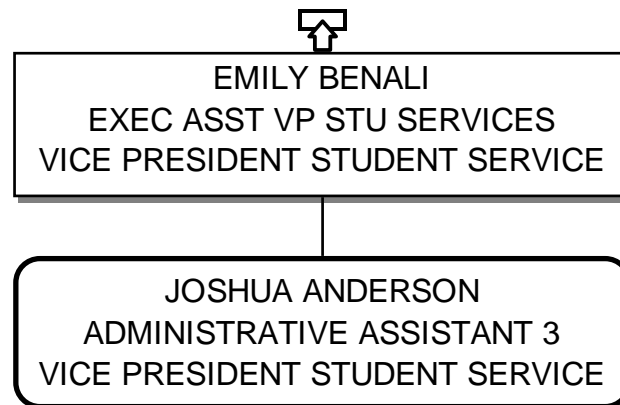 EMILY BENALI
EXEC ASST VP STU SERVICES
VICE PRESIDENT STUDENT SERVICE
JOSHUA ANDERSON
ADMINISTRATIVE ASSISTANT 3
VICE PRESIDENT STUDENT SERVICE